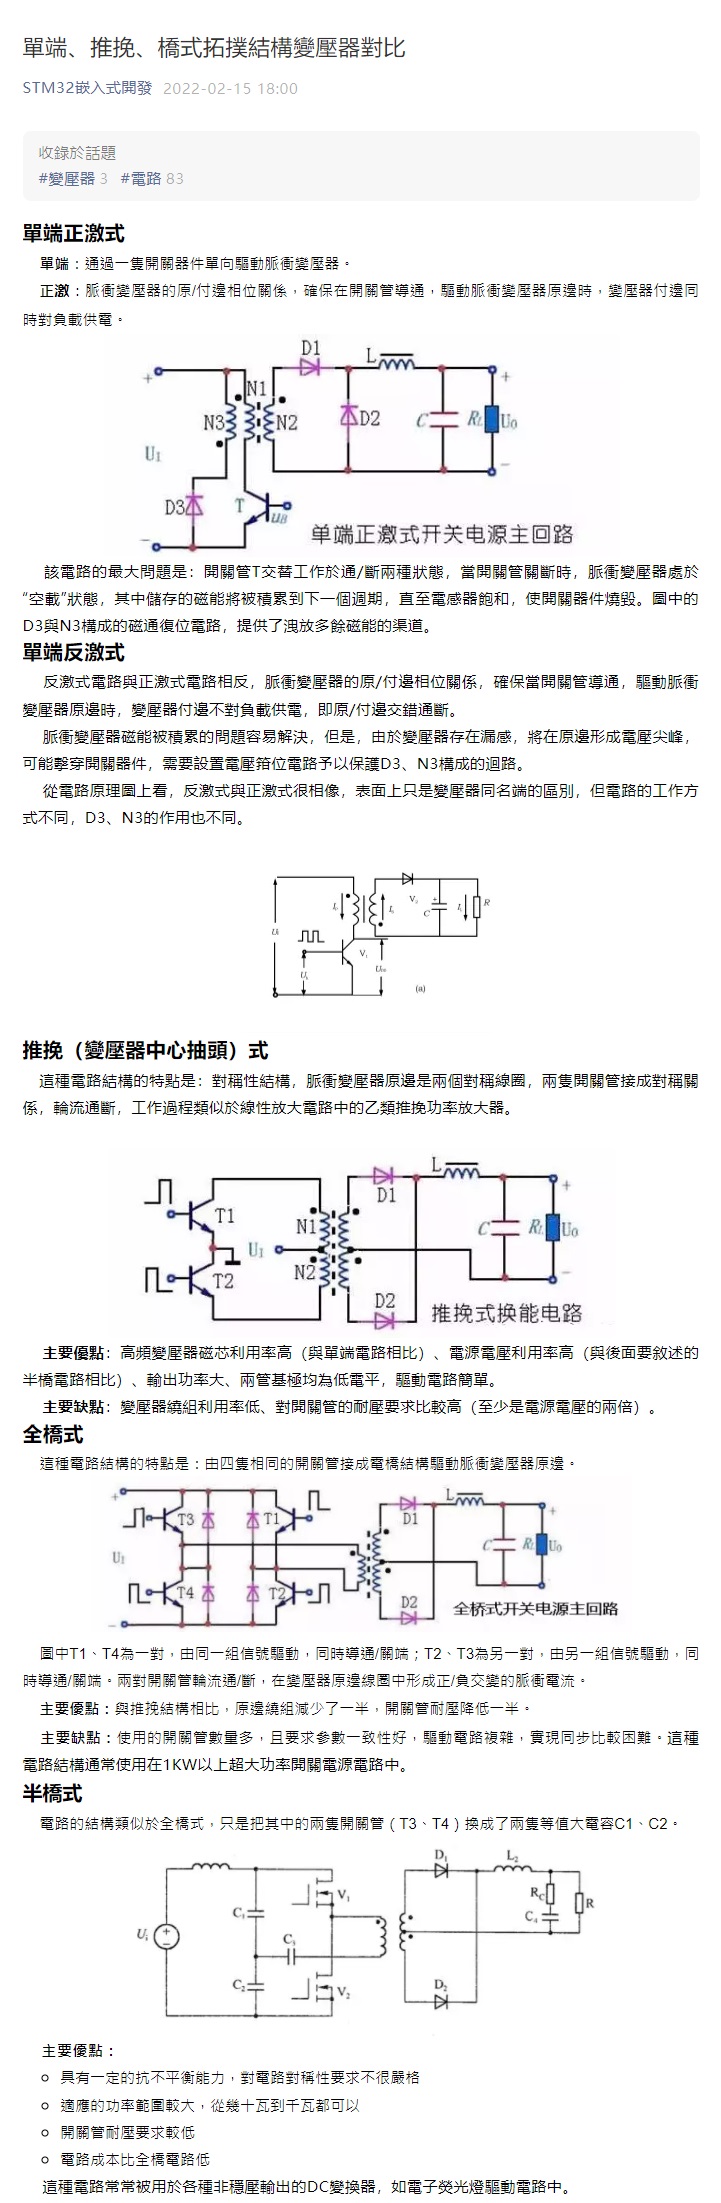 單端、推挽、橋式拓撲結構變壓器對比
STM32嵌入式開發 2022-02-15 18:00
收錄於話題
#變壓器 3 #電路 83
單端正激式
單端：通過一隻開關器件單向驅動脈衝變壓器。
正激：脈衝變壓器的原/付邊相位關係，確保在開關管導通，驅動脈衝變壓器原邊時，變壓器付邊同
時對負載供電。
D1
L
+
N1
+
N3
N2
D2
C
RL
U0
UI
−
D3
T
uB
−
单端正激式开关电源主回路
該電路的最大問題是：開關管T交替工作於通/斷兩種狀態，當開關管關斷時，脈衝變壓器處於
“空載”狀態，其中儲存的磁能將被積累到下一個週期，直至電感器飽和，使開關器件燒毀。圖中的
D3與N3構成的磁通復位電路，提供了洩放多餘磁能的渠道。
單端反激式
反激式電路與正激式電路相反，脈衝變壓器的原/付邊相位關係，確保當開關管導通，驅動脈衝
變壓器原邊時，變壓器付邊不對負載供電，即原/付邊交錯通斷。
脈衝變壓器磁能被積累的問題容易解決，但是，由於變壓器存在漏感，將在原邊形成電壓尖峰，
可能擊穿開關器件，需要設置電壓箝位電路予以保護D3、N3構成的迴路。
從電路原理圖上看，反激式與正激式很相像，表面上只是變壓器同名端的區別，但電路的工作方
式不同，D3、N3的作用也不同。
C
R
(a)
推挽（變壓器中心抽頭）式
這種電路結構的特點是：對稱性結構，脈衝變壓器原邊是兩個對稱線圈，兩隻開關管接成對稱關
係，輪流通斷，工作過程類似於線性放大電路中的乙類推挽功率放大器。
L
D1
+
T1
N1
C
RL
U0
UI
N2
T2
−
D2
推挽式换能电路
主要優點：高頻變壓器磁芯利用率高（與單端電路相比）、電源電壓利用率高（與後面要敘述的
半橋電路相比）、輸出功率大、兩管基極均為低電平，驅動電路簡單。
主要缺點：變壓器繞組利用率低、對開關管的耐壓要求比較高（至少是電源電壓的兩倍）。
全橋式
這種電路結構的特點是：由四隻相同的開關管接成電橋結構驅動脈衝變壓器原邊。
+
L
T3
T1
D1
+
C
RL
U0
UI
T4
T2
D2
−
−
全桥式开关电源主回路
圖中T1、T4為一對，由同一組信號驅動，同時導通/關端；T2、T3為另一對，由另一組信號驅動，同
時導通/關端。兩對開關管輪流通/斷，在變壓器原邊線圈中形成正/負交變的脈衝電流。
主要優點：與推挽結構相比，原邊繞組減少了一半，開關管耐壓降低一半。
主要缺點：使用的開關管數量多，且要求參數一致性好，驅動電路複雜，實現同步比較困難。這種
電路結構通常使用在1KW以上超大功率開關電源電路中。
半橋式
電路的結構類似於全橋式，只是把其中的兩隻開關管（T3、T4）換成了兩隻等值大電容C1、C2。
D1
L2
V1
RC
R
C1
C4
Ui
C3
C2
V2
D2
主要優點：
具有一定的抗不平衡能力，對電路對稱性要求不很嚴格
適應的功率範圍較大，從幾十瓦到千瓦都可以
開關管耐壓要求較低
電路成本比全橋電路低
這種電路常常被用於各種非穩壓輸出的DC變換器，如電子熒光燈驅動電路中。